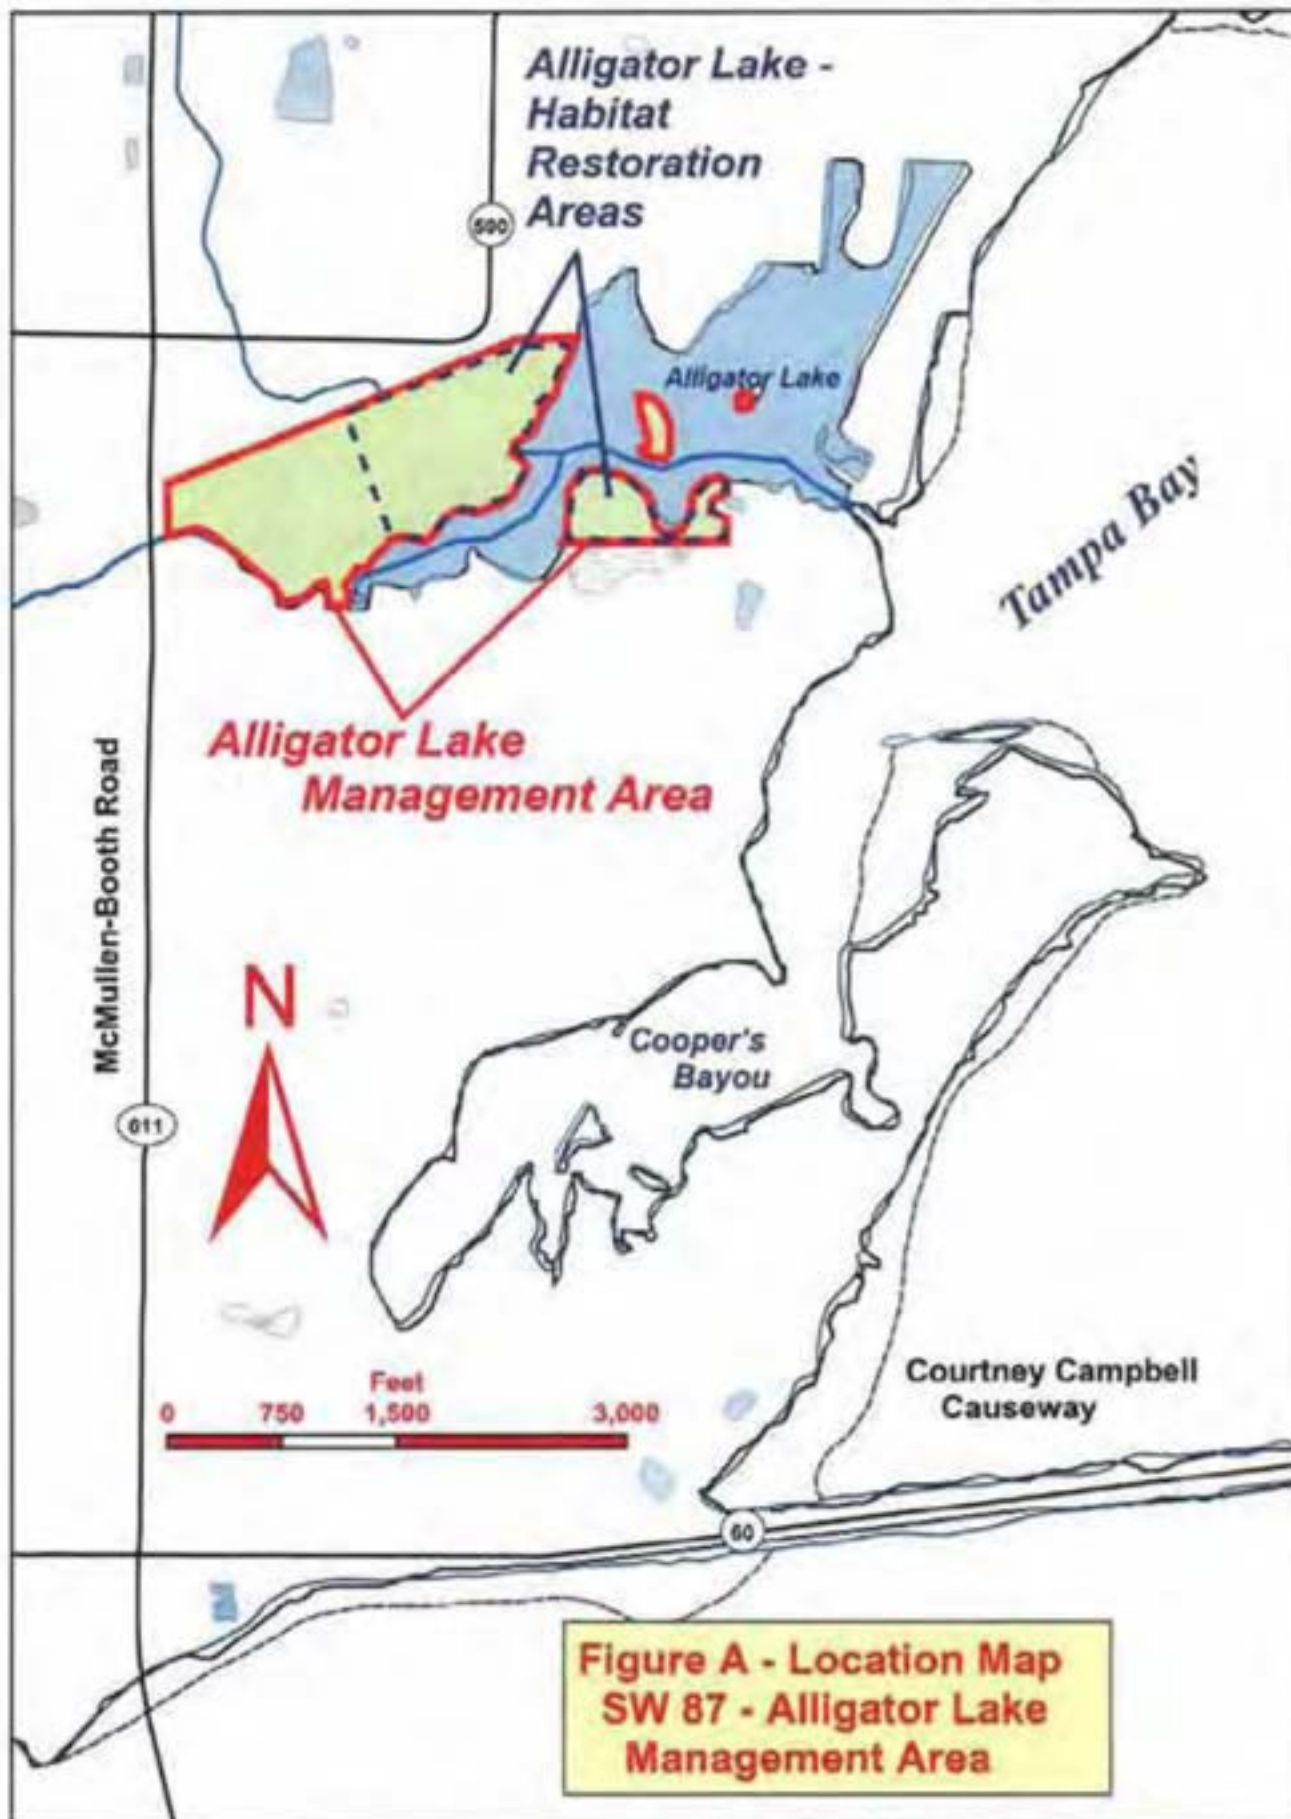 Alligator Lake -
Habitat
Restoration
Areas
590
Alligator Lake
Tampa Bay
Alligator Lake
Management Area
McMullen-Booth Road
N
Cooper's
Bayou
611
Feet
0 750 1,500 3,000
Courtney Campbell
Causeway
60
Figure A - Location Map
SW 87 - Alligator Lake
Management Area